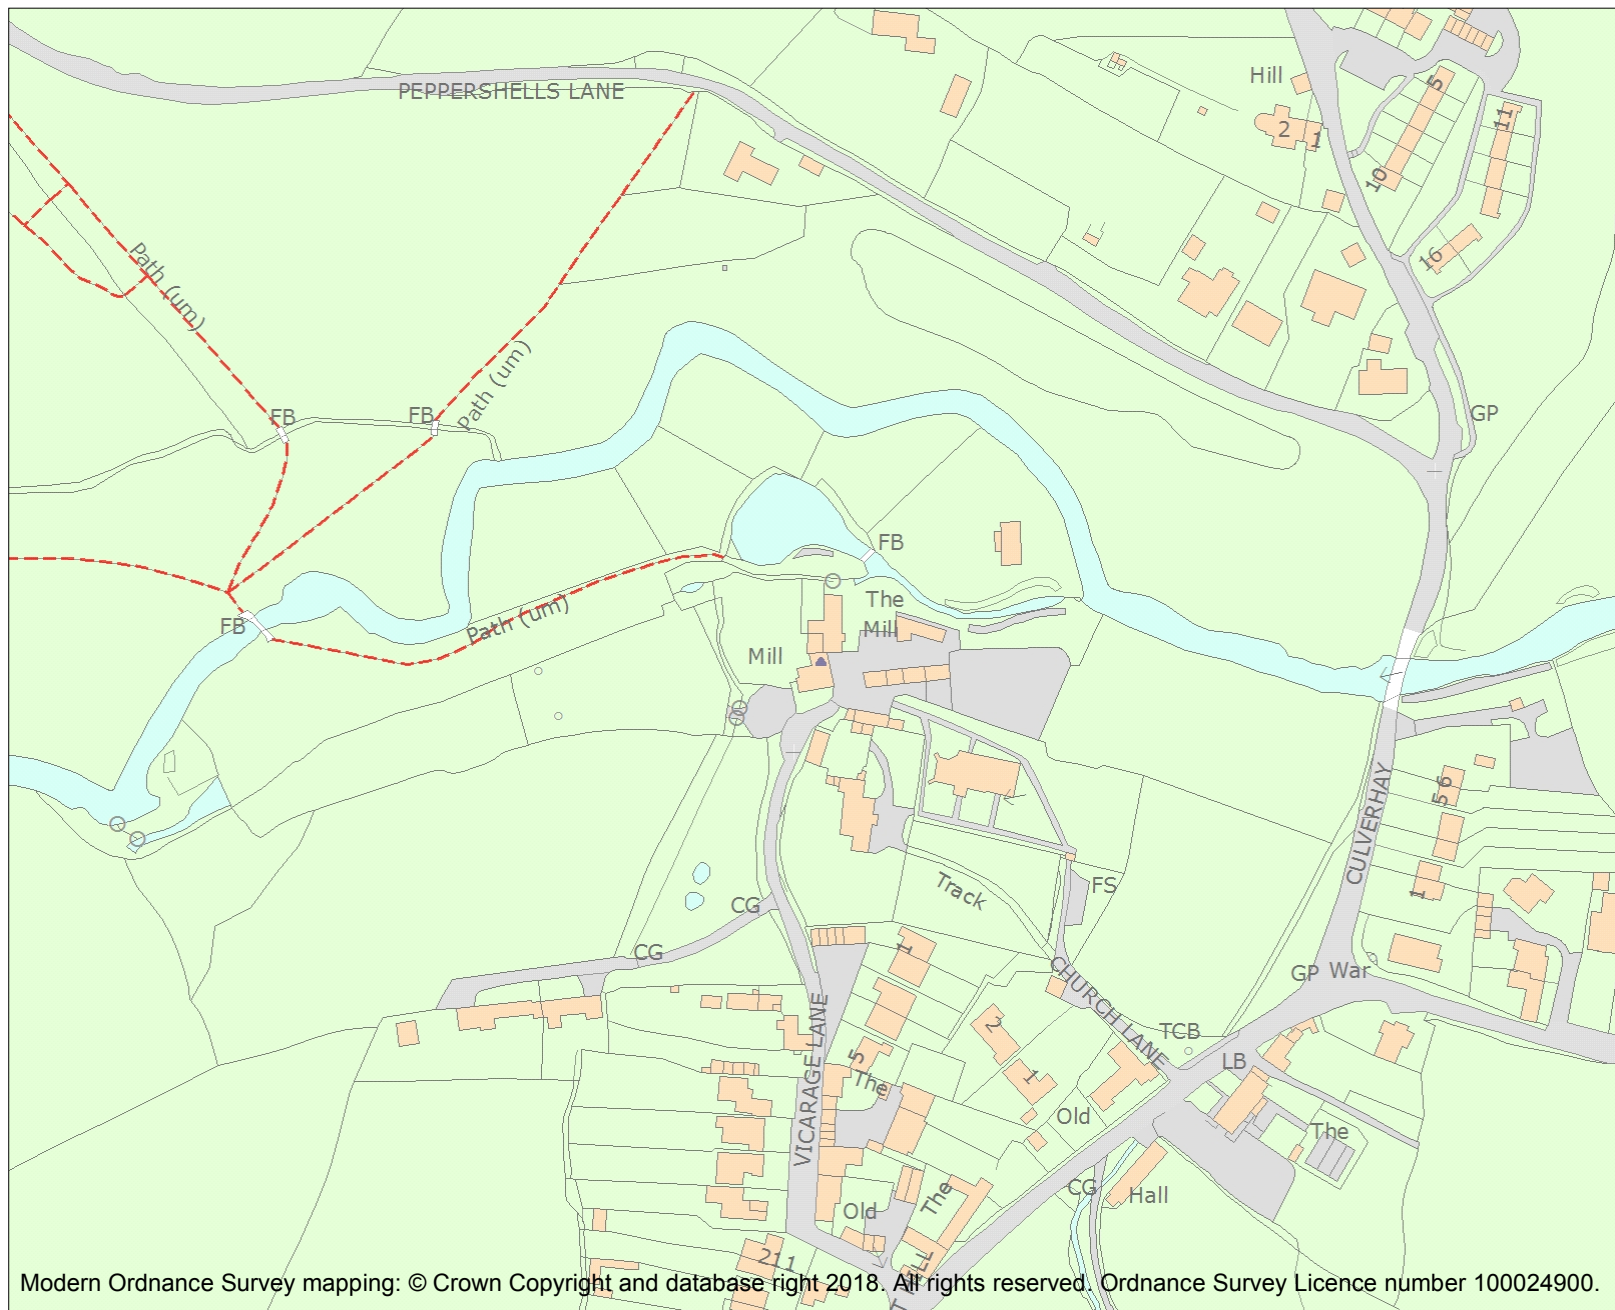 Hill
5
PEPPERSHELLS LANE
11
2
1
10
Path (um)
16
Path (um)
FB
FB
GP
FB
The
Mill
Path (um)
FB
Mill
5 6
CULVERHAY
1
Track
FS
CG
1
CG
CHURCH LANE
GP
War
2
TCB
VICARAGE LANE
5
The
LB
1
Old
The
CG
Hall
The
Old
211
T HILL
Modern Ordnance Survey mapping: © Crown Copyright and database right 2018. All rights reserved. Ordnance Survey Licence number 100024900.